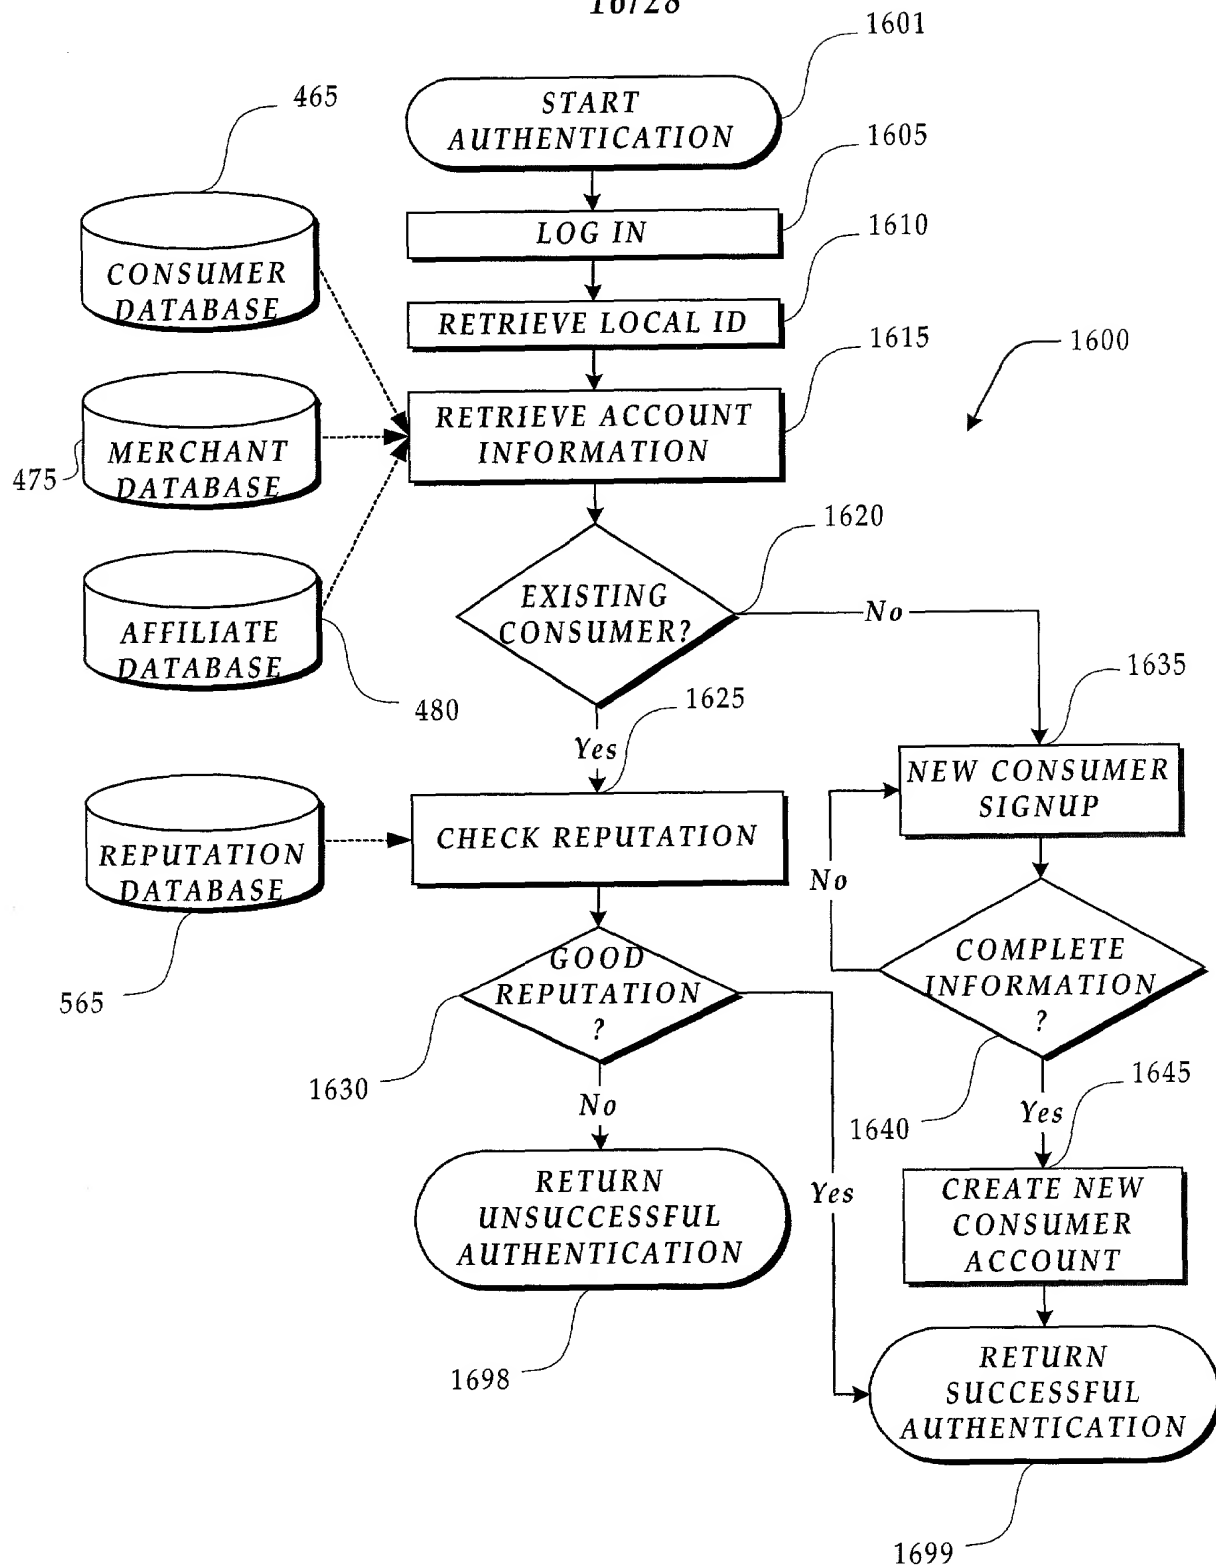 16/28
1601
START
AUTHENTICATION
465
1605
LOG IN
1610
CONSUMER
DATABASE
RETRIEVE LOCAL ID
1615
1600
RETRIEVE ACCOUNT
INFORMATION
MERCHANT
DATABASE
475
1620
EXISTING
CONSUMER?
No
AFFILIATE
DATABASE
480
1625
1635
Yes
NEW CONSUMER
SIGNUP
CHECK REPUTATION
REPUTATION
DATABASE
No
565
GOOD
REPUTATION
?
COMPLETE
INFORMATION
?
1630
No
1640
Yes
1645
RETURN
UNSUCCESSFUL
AUTHENTICATION
Yes
CREATE NEW
CONSUMER
ACCOUNT
1698
RETURN
SUCCESSFUL
AUTHENTICATION
1699